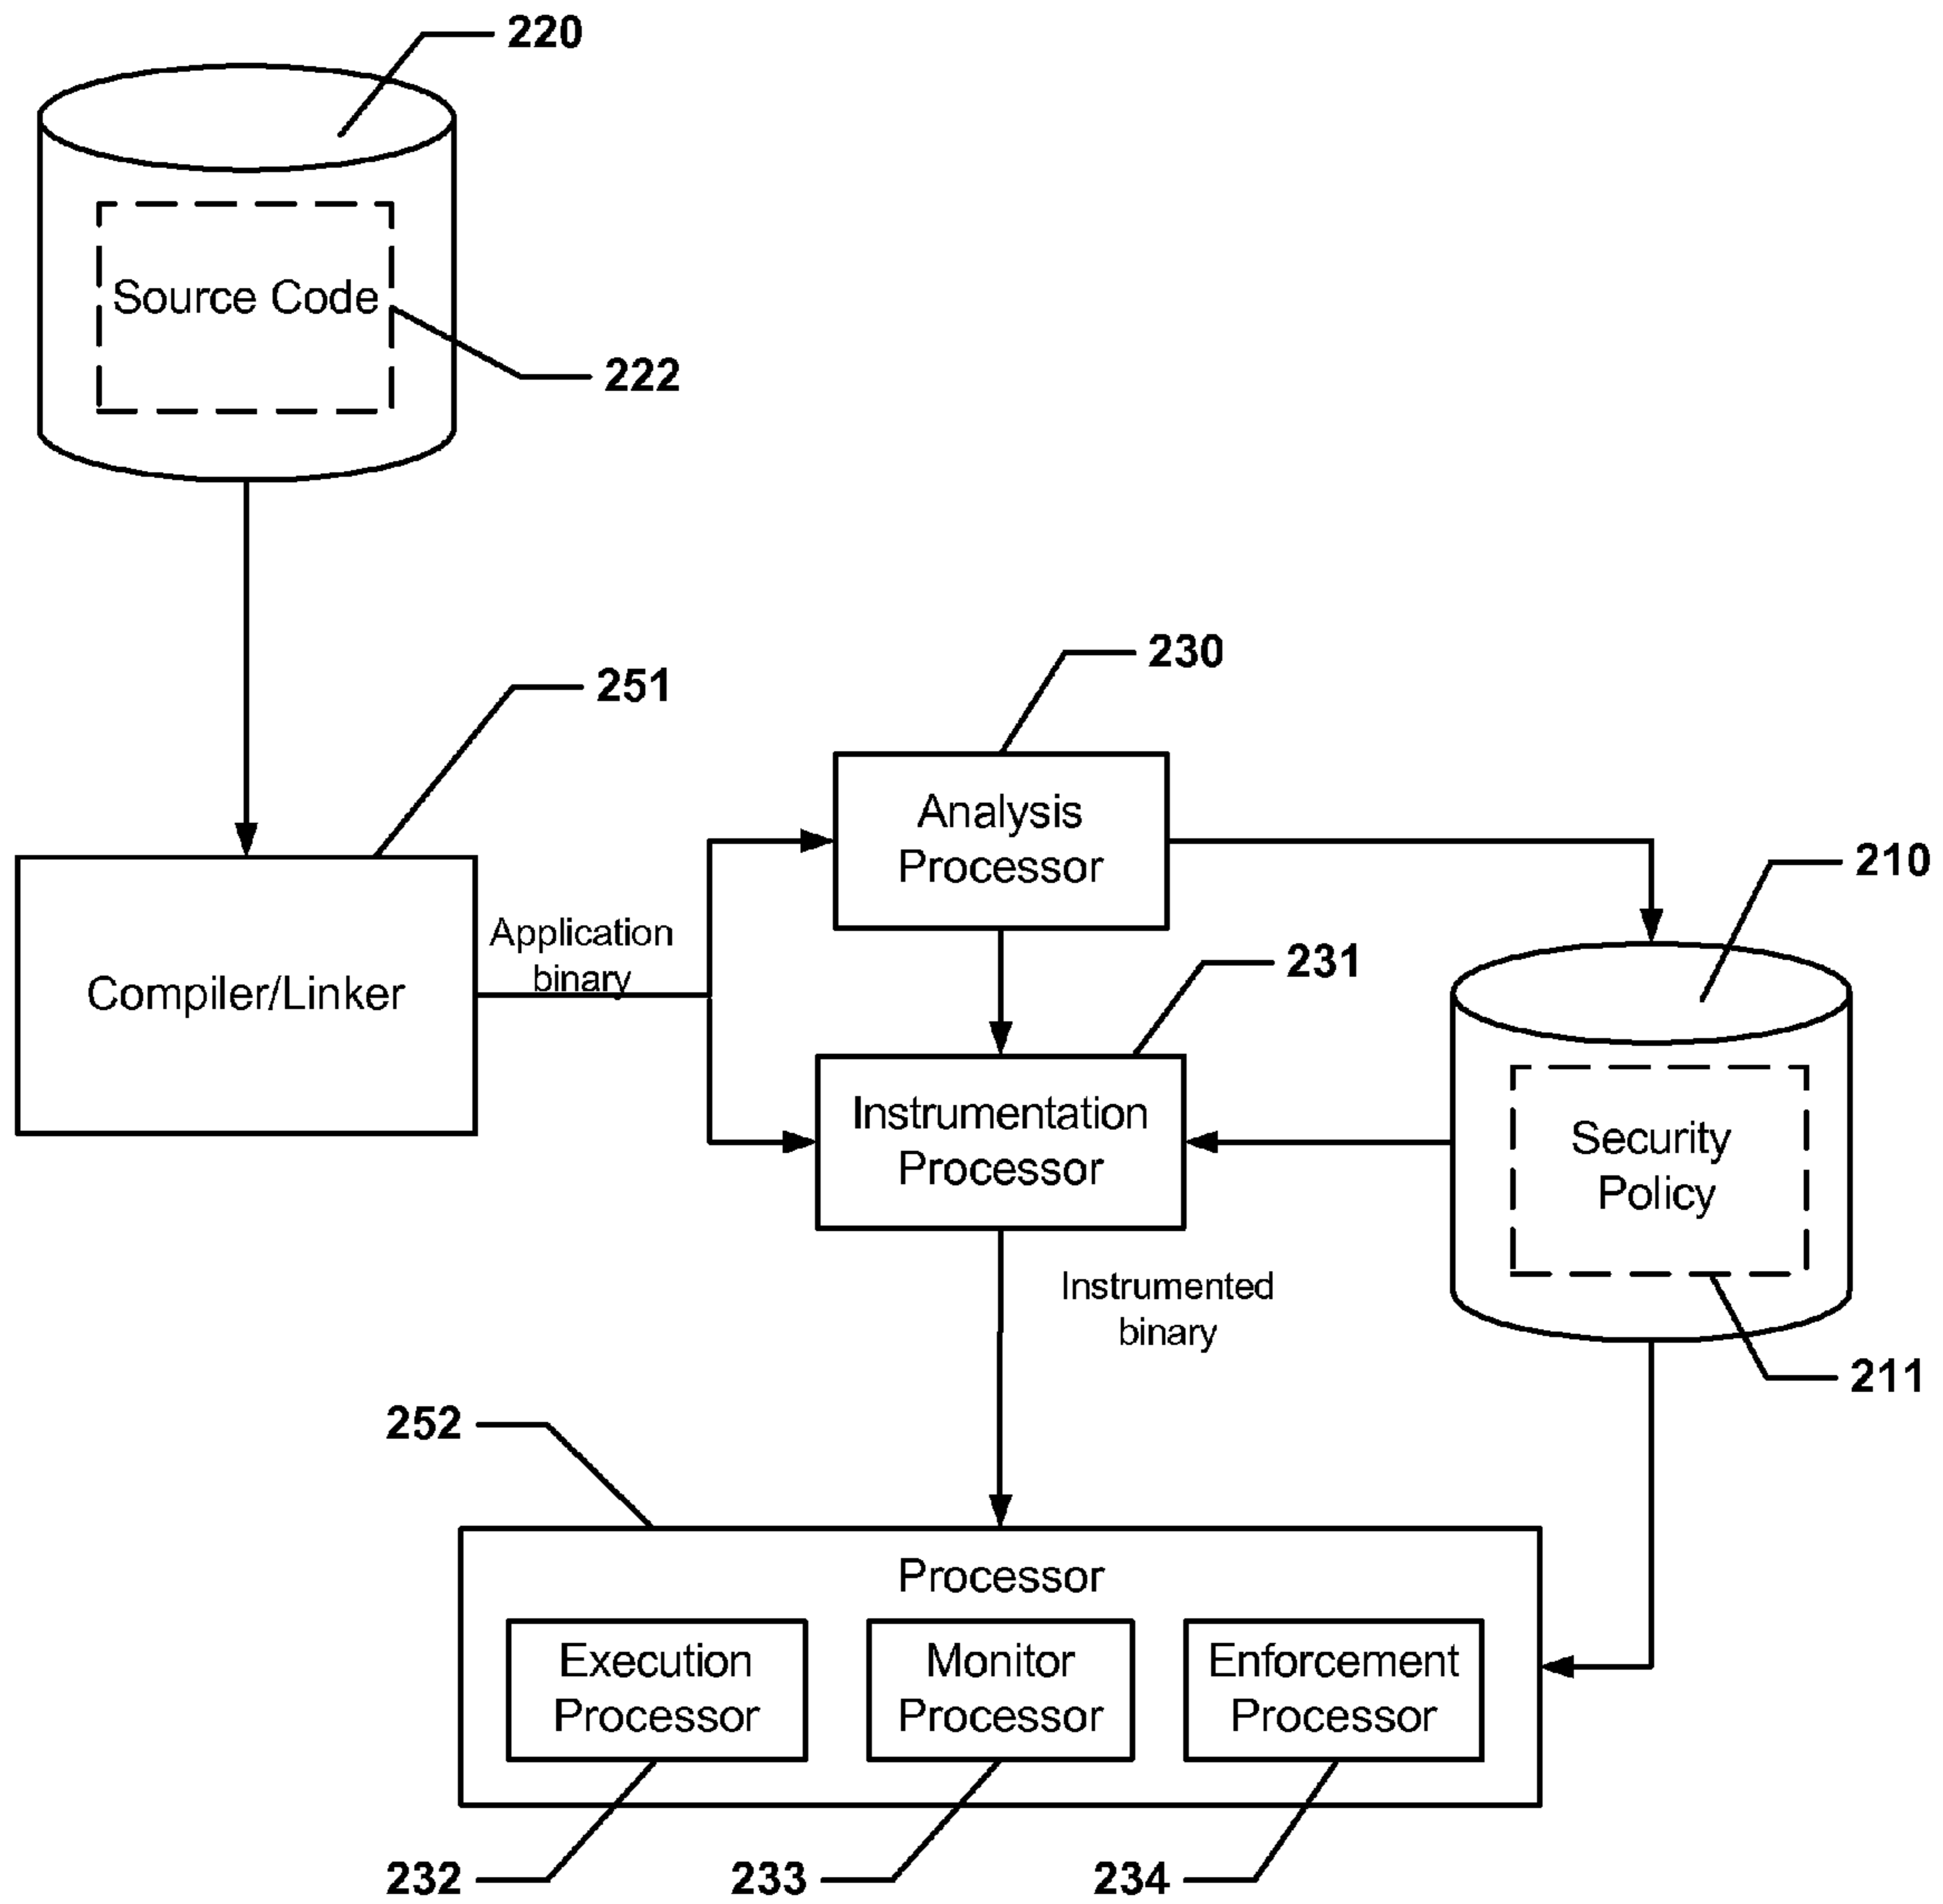 220
Source Code
222
230
251
Analysis
Processor
210
Application
binary
231
Compiler/Linker
Instrumentation
Processor
Security
Policy
Instrumented
binary
211
252
Processor
Execution
Processor
Monitor
Processor
Enforcement
Processor
232
233
234